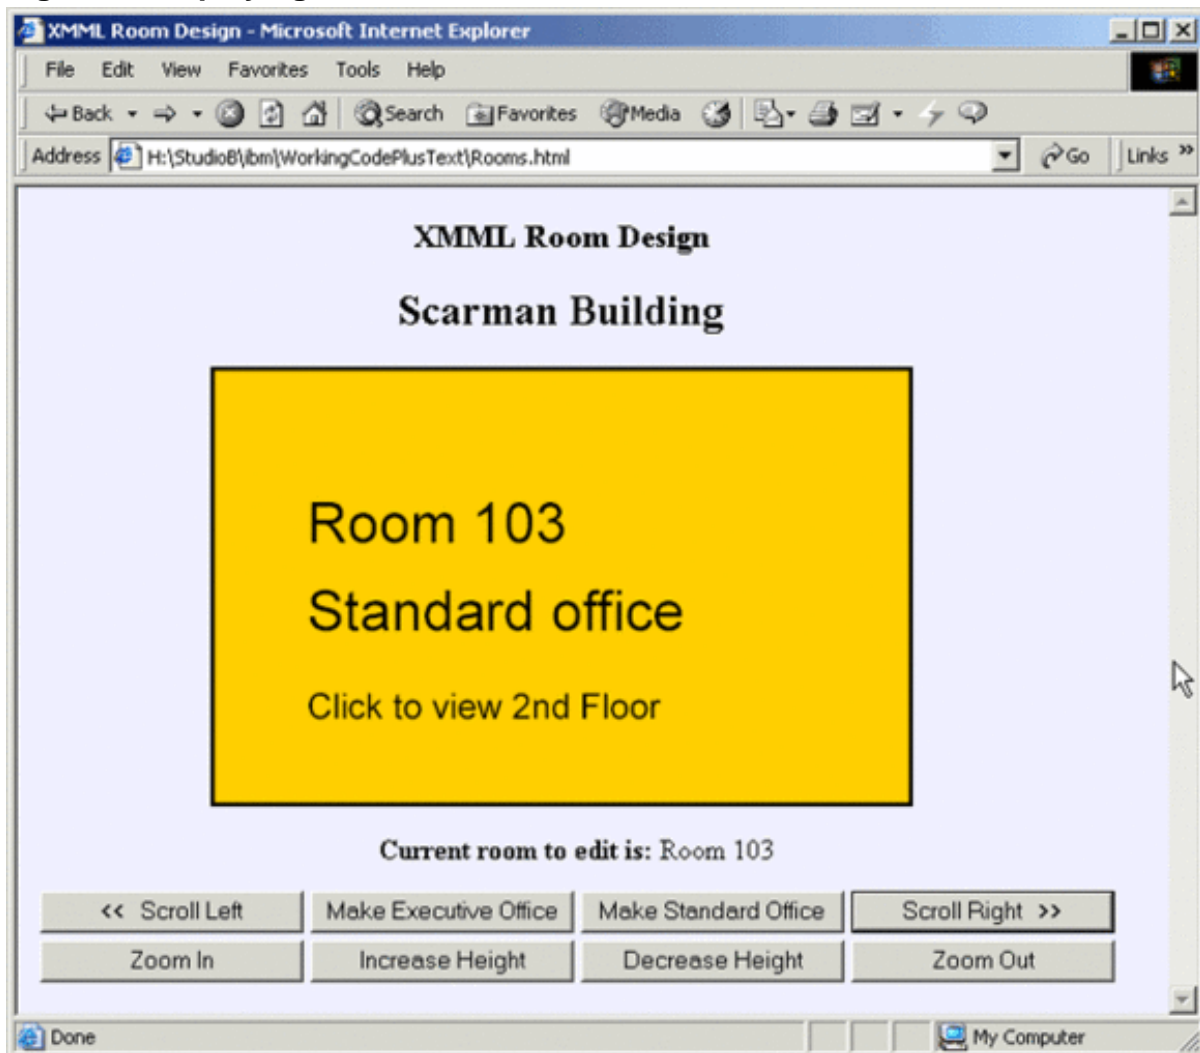 XMML Room Design - Microsoft Internet Explorer
File Edit View Favorites Tools Help
Back Search Favorites Media
Address H:\StudioB\ibm\WorkingCodePlusText\Rooms.html Go Links »
XMML Room Design
Scarman Building
Room 103
Standard office
Click to view 2nd Floor
Current room to edit is: Room 103
<< Scroll Left Make Executive Office Make Standard Office Scroll Right >>
Zoom In Increase Height Decrease Height Zoom Out
Done My Computer